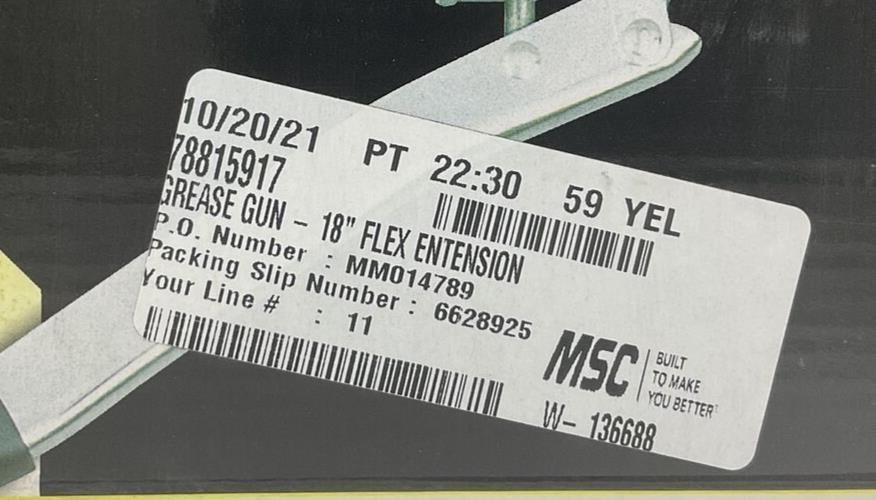 10/20/21 PT 22:30 59 YEL
78815917
GREASE GUN - 18" FLEX ENTENSION
P.O. Number : MM014789
Packing Slip Number : 6628925
Your Line # : 11
MSC
BUILT
TO MAKE
YOU BETTER
W- 136688